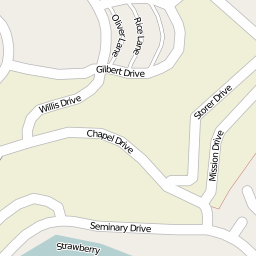 Oliver Lane
Rice Lane
Gilbert Drive
Willis Drive
Storer Drive
Chapel Drive
Mission Drive
Seminary Drive
Strawberry